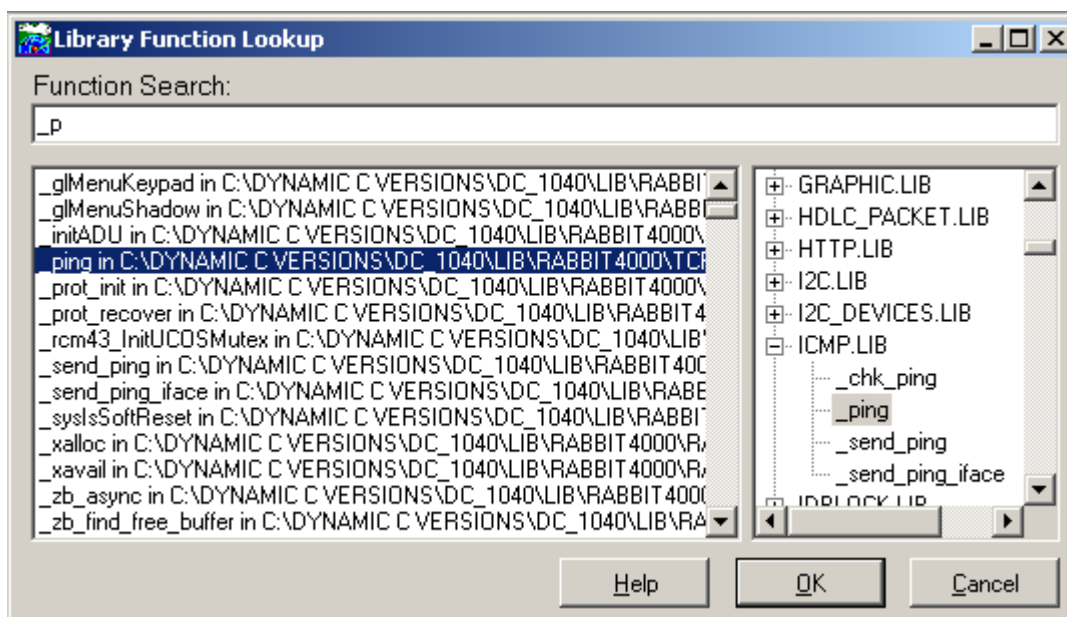 Library Function Lookup
Function Search:
_p
_glMenuKeypad in C:\DYNAMIC C VERSIONS\DC_1040\LIB\RABBI
_glMenuShadow in C:\DYNAMIC C VERSIONS\DC_1040\LIB\RABBI
_initADU in C:\DYNAMIC C VERSIONS\DC_1040\LIB\RABBIT4000\
_ping in C:\DYNAMIC C VERSIONS\DC_1040\LIB\RABBIT4000\TCP
_prot_init in C:\DYNAMIC C VERSIONS\DC_1040\LIB\RABBIT4000\
_prot_recover in C:\DYNAMIC C VERSIONS\DC_1040\LIB\RABBIT4
_rcm43_InitUCOSMutex in C:\DYNAMIC C VERSIONS\DC_1040\LIB\
_send_ping in C:\DYNAMIC C VERSIONS\DC_1040\LIB\RABBIT400
_send_ping_iface in C:\DYNAMIC C VERSIONS\DC_1040\LIB\RABB
_sysIsSoftReset in C:\DYNAMIC C VERSIONS\DC_1040\LIB\RABBIT
_xalloc in C:\DYNAMIC C VERSIONS\DC_1040\LIB\RABBIT4000\R
_xavail in C:\DYNAMIC C VERSIONS\DC_1040\LIB\RABBIT4000\R
_zb_async in C:\DYNAMIC C VERSIONS\DC_1040\LIB\RABBIT400
_zb_find_free_buffer in C:\DYNAMIC C VERSIONS\DC_1040\LIB\RA
GRAPHIC.LIB
HDLC_PACKET.LIB
HTTP.LIB
I2C.LIB
I2C_DEVICES.LIB
ICMP.LIB
_chk_ping
_ping
_send_ping
_send_ping_iface
IDBLOCK.LIB
Help
OK
Cancel